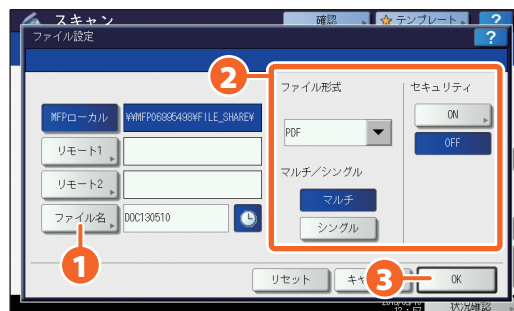 スキャン
確認
テンプレート
?
ファイル設定
?
2
ファイル形式
セキュリティ
MFPローカル
¥¥MFP06995498¥FILE_SHARE¥
PDF
ON
OFF
リモート1
リモート2
マルチ/シングル
マルチ
ファイル名
DOC130510
シングル
1
3
リセット
キャ
OK
状況確認